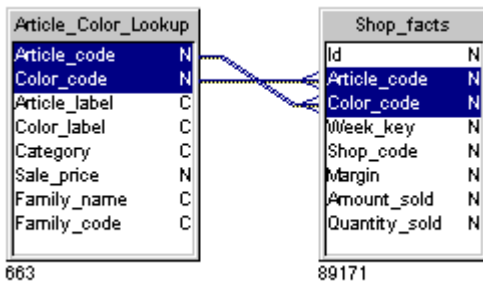 Article_Color_Lookup
Article_code N
Color_code N
Article_label C
Color_label C
Category C
Sale_price N
Family_name C
Family_code C
663
Shop_facts
Id N
Article_code N
Color_code N
Week_key N
Shop_code N
Margin N
Amount_sold N
Quantity_sold N
89171